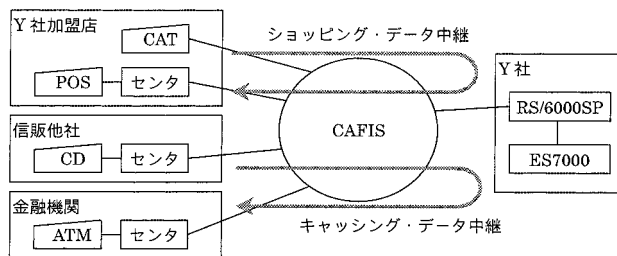 Y社加盟店
CAT
POS
センタ
信販他社
CD
センタ
金融機関
ATM
センタ
ショッピング・データ中継
CAFIS
キャッシング・データ中継
Y社
RS/6000SP
ES7000